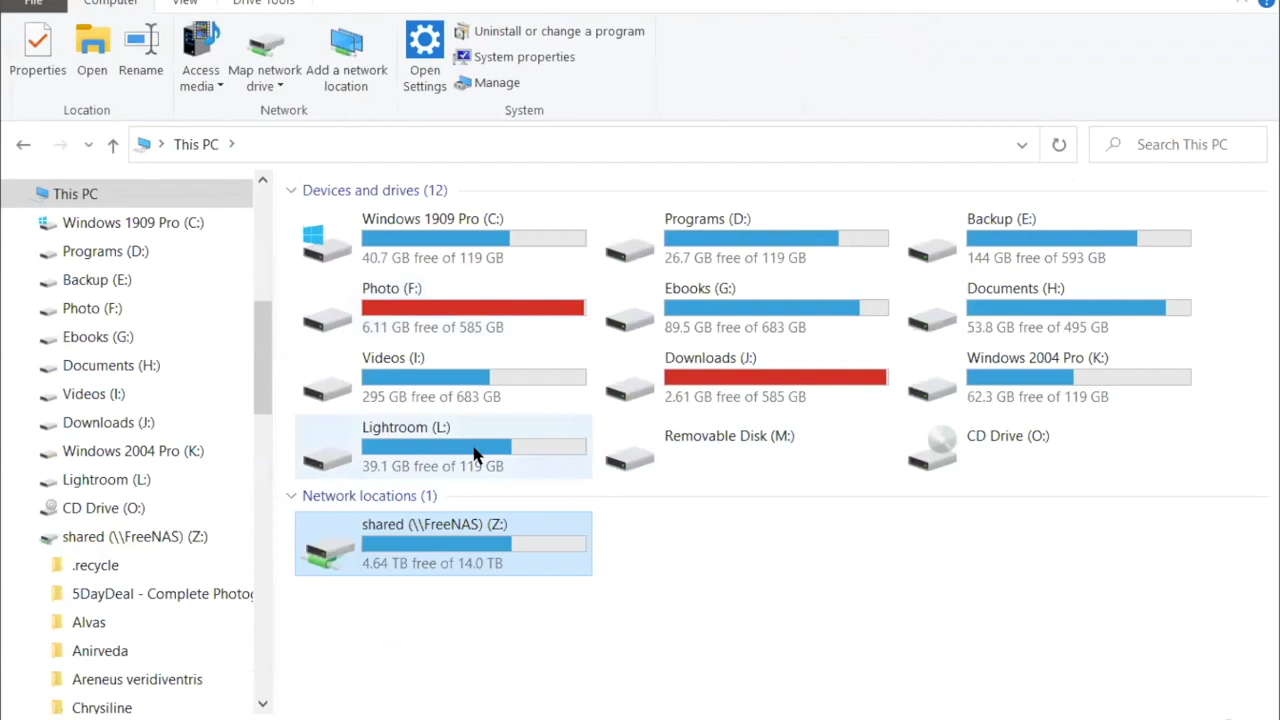 File
Computer
View
Drive Tools
Properties
Open
Rename
Access media
Map network drive
Add a network location
Open Settings
Uninstall or change a program
System properties
Manage
Location
Network
System
This PC
Search This PC
This PC
Windows 1909 Pro (C:)
Programs (D:)
Backup (E:)
Photo (F:)
Ebooks (G:)
Documents (H:)
Videos (I:)
Downloads (J:)
Windows 2004 Pro (K:)
Lightroom (L:)
CD Drive (O:)
shared (\\FreeNAS) (Z:)
.recycle
5DayDeal - Complete Photog
Alvas
Anirveda
Areneus veridiventris
Chrysiline
Devices and drives (12)
Windows 1909 Pro (C:)
40.7 GB free of 119 GB
Programs (D:)
26.7 GB free of 119 GB
Backup (E:)
144 GB free of 593 GB
Photo (F:)
6.11 GB free of 585 GB
Ebooks (G:)
89.5 GB free of 683 GB
Documents (H:)
53.8 GB free of 495 GB
Videos (I:)
295 GB free of 683 GB
Downloads (J:)
2.61 GB free of 585 GB
Windows 2004 Pro (K:)
62.3 GB free of 119 GB
Lightroom (L:)
39.1 GB free of 119 GB
Removable Disk (M:)
CD Drive (O:)
Network locations (1)
shared (\\FreeNAS) (Z:)
4.64 TB free of 14.0 TB